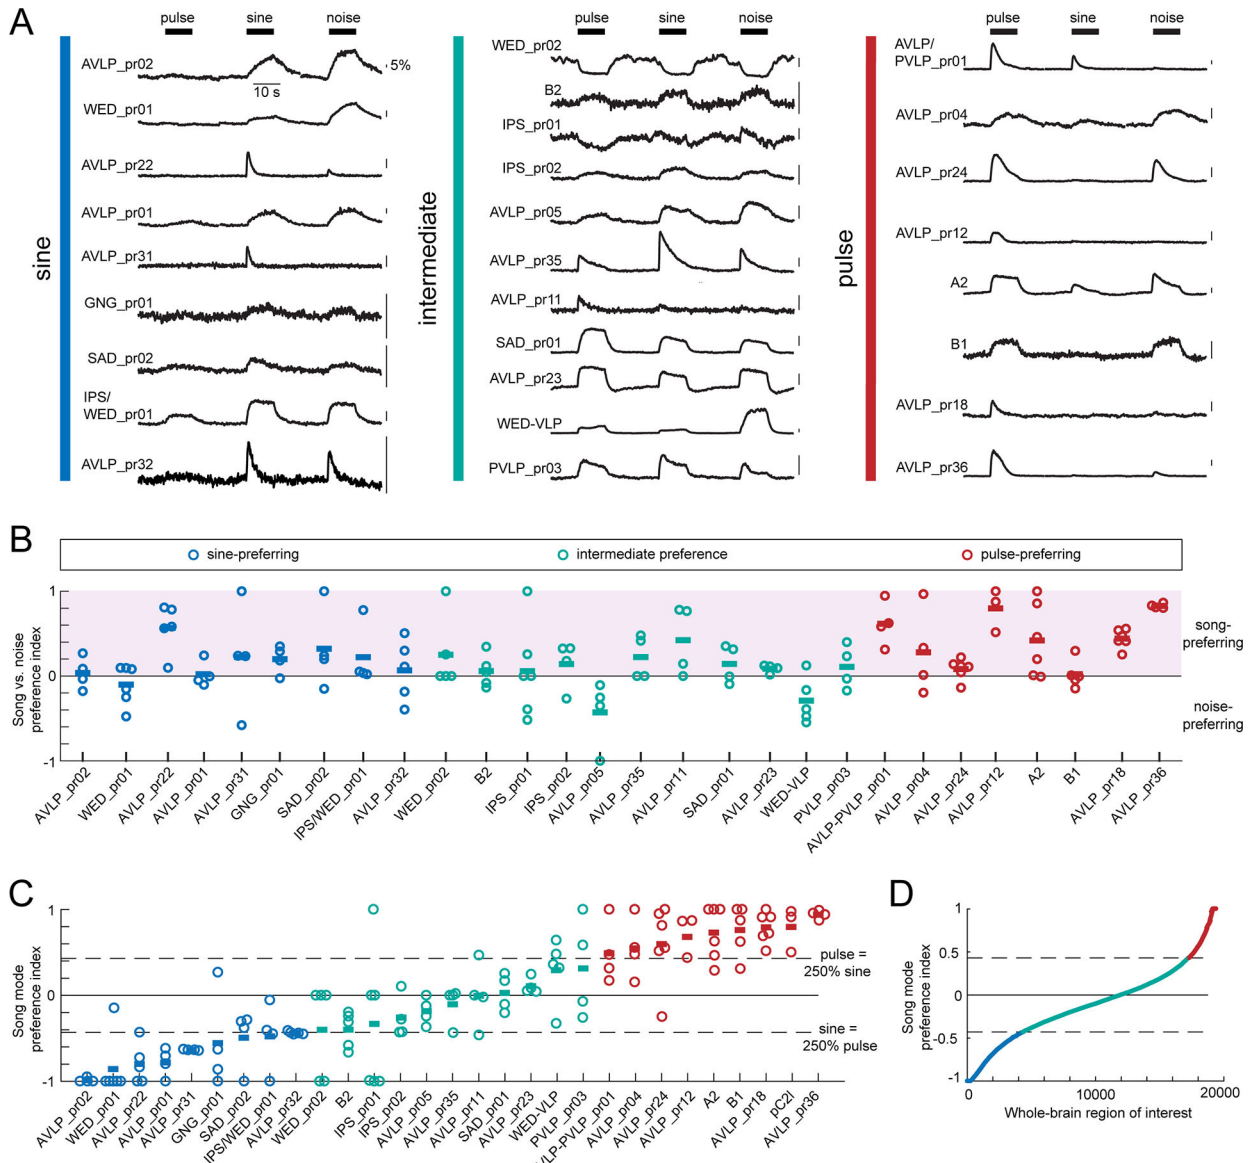 A
pulse
sine
noise
sine
AVLP_pr02
5%
10 s
WED_pr01
AVLP_pr22
AVLP_pr01
AVLP_pr31
GNG_pr01
SAD_pr02
IPS/
WED_pr01
AVLP_pr32
pulse
sine
noise
intermediate
WED_pr02
B2
IPS_pr01
IPS_pr02
AVLP_pr05
AVLP_pr35
AVLP_pr11
SAD_pr01
AVLP_pr23
WED-VLP
PVLP_pr03
pulse
sine
noise
pulse
AVLP/
PVLP_pr01
AVLP_pr04
AVLP_pr24
AVLP_pr12
A2
B1
AVLP_pr18
AVLP_pr36
B
sine-preferring
intermediate preference
pulse-preferring
Song vs. noise
preference index
1
0
-1
song-
preferring
noise-
preferring
AVLP_pr02
WED_pr01
AVLP_pr22
AVLP_pr01
AVLP_pr31
GNG_pr01
SAD_pr02
IPS/WED_pr01
AVLP_pr32
WED_pr02
B2
IPS_pr01
IPS_pr02
AVLP_pr05
AVLP_pr35
AVLP_pr11
SAD_pr01
AVLP_pr23
WED-VLP
PVLP_pr03
AVLP-PVLP_pr01
AVLP_pr04
AVLP_pr24
AVLP_pr12
A2
B1
AVLP_pr18
AVLP_pr36
C
Song mode
preference index
1
0
-1
pulse =
250% sine
sine =
250% pulse
AVLP_pr02
WED_pr01
AVLP_pr22
AVLP_pr01
AVLP_pr31
GNG_pr01
SAD_pr02
IPS/WED_pr01
AVLP_pr32
WED_pr02
B2
IPS_pr01
IPS_pr02
AVLP_pr05
AVLP_pr35
AVLP_pr11
SAD_pr01
AVLP_pr23
WED-VLP
PVLP_pr03
AVLP-PVLP_pr01
AVLP_pr04
AVLP_pr24
AVLP_pr12
A2
B1
AVLP_pr18
AVLP_pC2l
AVLP_pr36
D
Song mode
preference index
1
0.5
0
-0.5
-1
0
10000
20000
Whole-brain region of interest